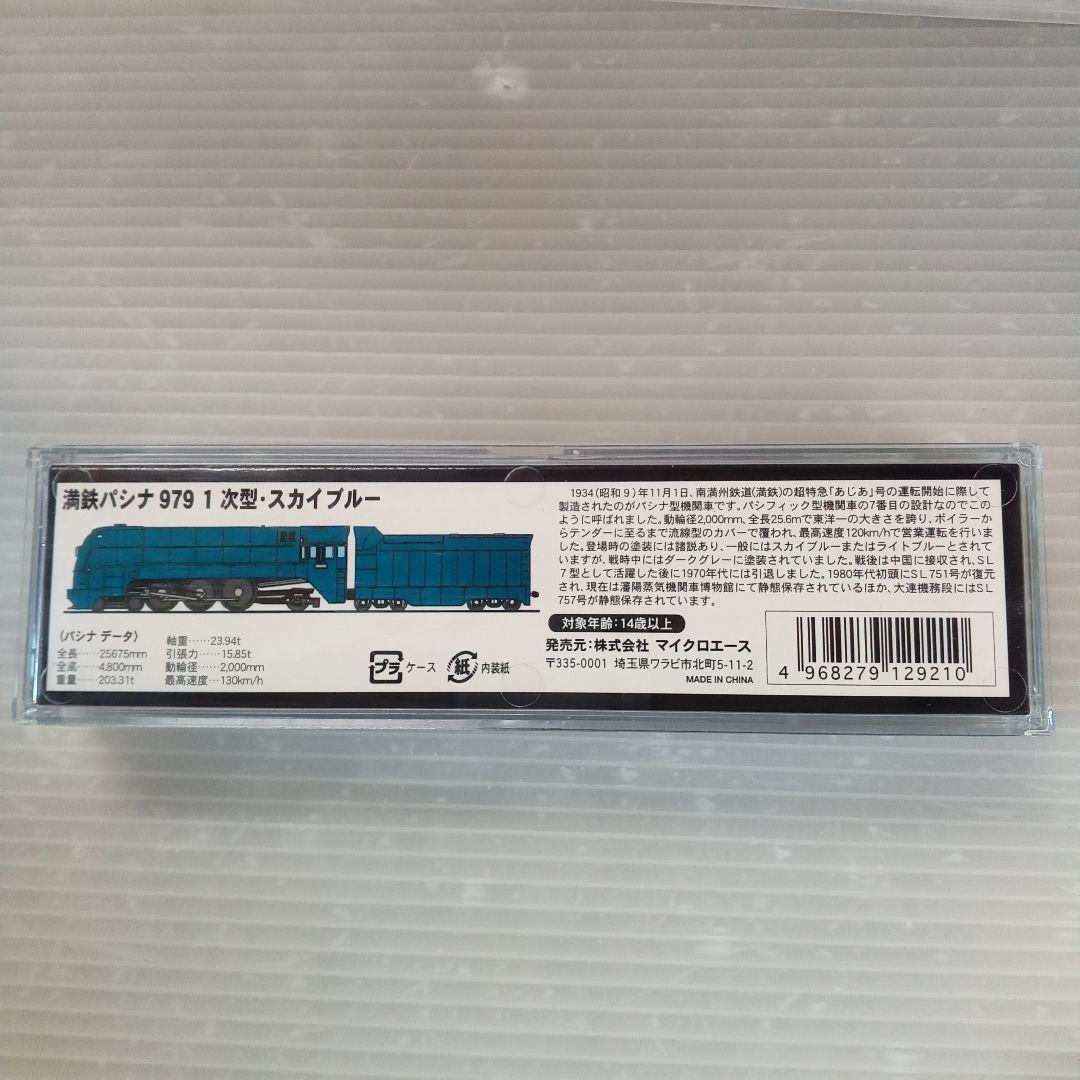 満鉄パシナ979 1次型・スカイブルー
〈パシナ データ〉
全長……25675mm
全高……4.800mm
重量……203.31t
軸重……23.94t
引張力……15.85t
動輪径……2,000mm
最高速度…130km/h
プラ ケース
紙 内装紙
1934(昭和9)年11月1日、南満州鉄道(満鉄)の超特急「あじあ」号の運転開始に際して
製造されたのがパシナ型機関車です。パシフィック型機関車の7番目の設計なのでこの
ように呼ばれました。動輪径2,000mm、全長25.6mで東洋一の大きさを誇り、ボイラーか
らテンダーに至るまで流線型のカバーで覆われ、最高速度120km/hで営業運転を行いま
した。登場時の塗装には諸説あり、一般にはスカイブルーまたはライトブルーとされて
いますが、戦時中にはダークグレーに塗装されていました。戦後は中国に接収され、SL
7型として活躍した後に1970年代には引退しました。1980年代初頭にSL751号が復元
され、現在は瀋陽蒸気機関車博物館にて静態保存されているほか、大連機務段にはSL
757号が静態保存されています。
対象年齢:14歳以上
発売元:株式会社 マイクロエース
〒335-0001 埼玉県ワラビ市北町5-11-2
MADE IN CHINA
4 968279 129210